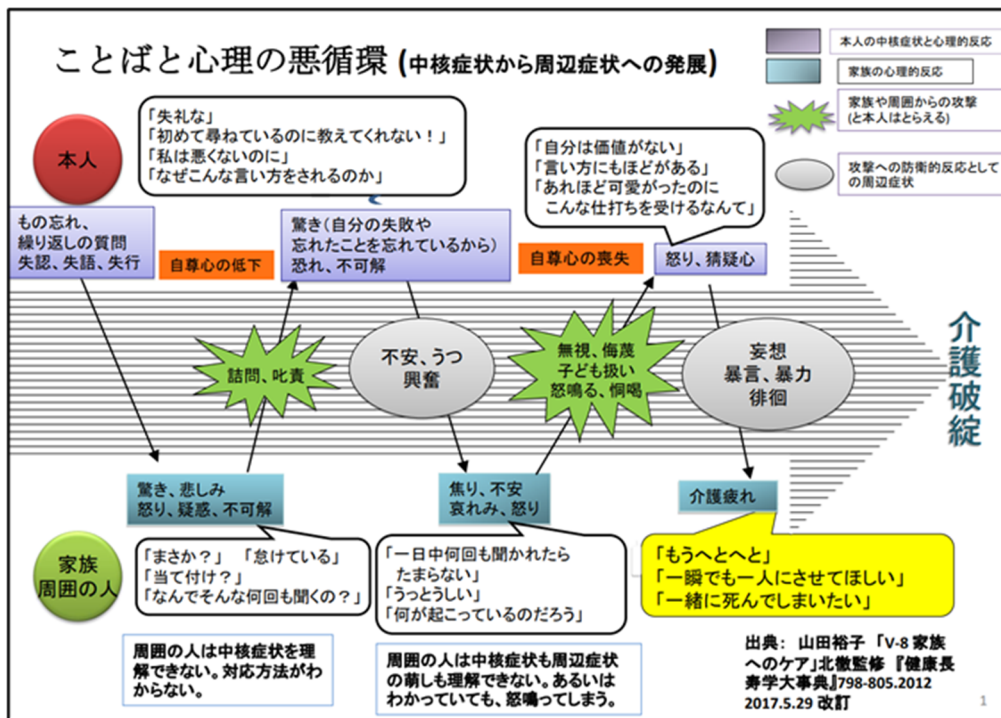 ことばと心理の悪循環 (中核症状から周辺症状への発展)
本人の中核症状と心理的反応
家族の心理的反応
家族や周囲からの攻撃
(と本人はとらえる)
攻撃への防衛的反応として
の周辺症状
本人
「失礼な」
「初めて尋ねているのに教えてくれない！」
「私は悪くないのに」
「なぜこんな言い方をされるのか」
「自分は価値がない」
「言い方にもほどがある」
「あれほど可愛がったのに
こんな仕打ちを受けるなんて」
もの忘れ、
繰り返しの質問
失認、失語、失行
自尊心の低下
驚き（自分の失敗や
忘れたことを忘れているから）
恐れ、不可解
自尊心の喪失
怒り、猜疑心
詰問、叱責
不安、うつ
興奮
無視、侮蔑
子ども扱い
怒鳴る、恫喝
妄想
暴言、暴力
徘徊
介護破綻
驚き、悲しみ
怒り、疑惑、不可解
焦り、不安
哀れみ、怒り
介護疲れ
家族
周囲の人
「まさか？」 「怠けている」
「当て付け？」
「なんでそんな何回も聞くの？」
「一日中何回も聞かれたら
たまらない」
「うっとうしい」
「何が起こっているのだろう」
「もうへとへと」
「一瞬でも一人にさせてほしい」
「一緒に死んでしまいたい」
周囲の人は中核症状を理
解できない。対応方法が
わからない。
周囲の人は中核症状も周辺症状
の萌しも理解できない。あるいは
わかっていても、怒鳴ってしまう。
出典： 山田裕子 「V-8 家族
へのケア」北徹監修 『健康長
寿学大事典』798-805.2012
2017.5.29 改訂
1